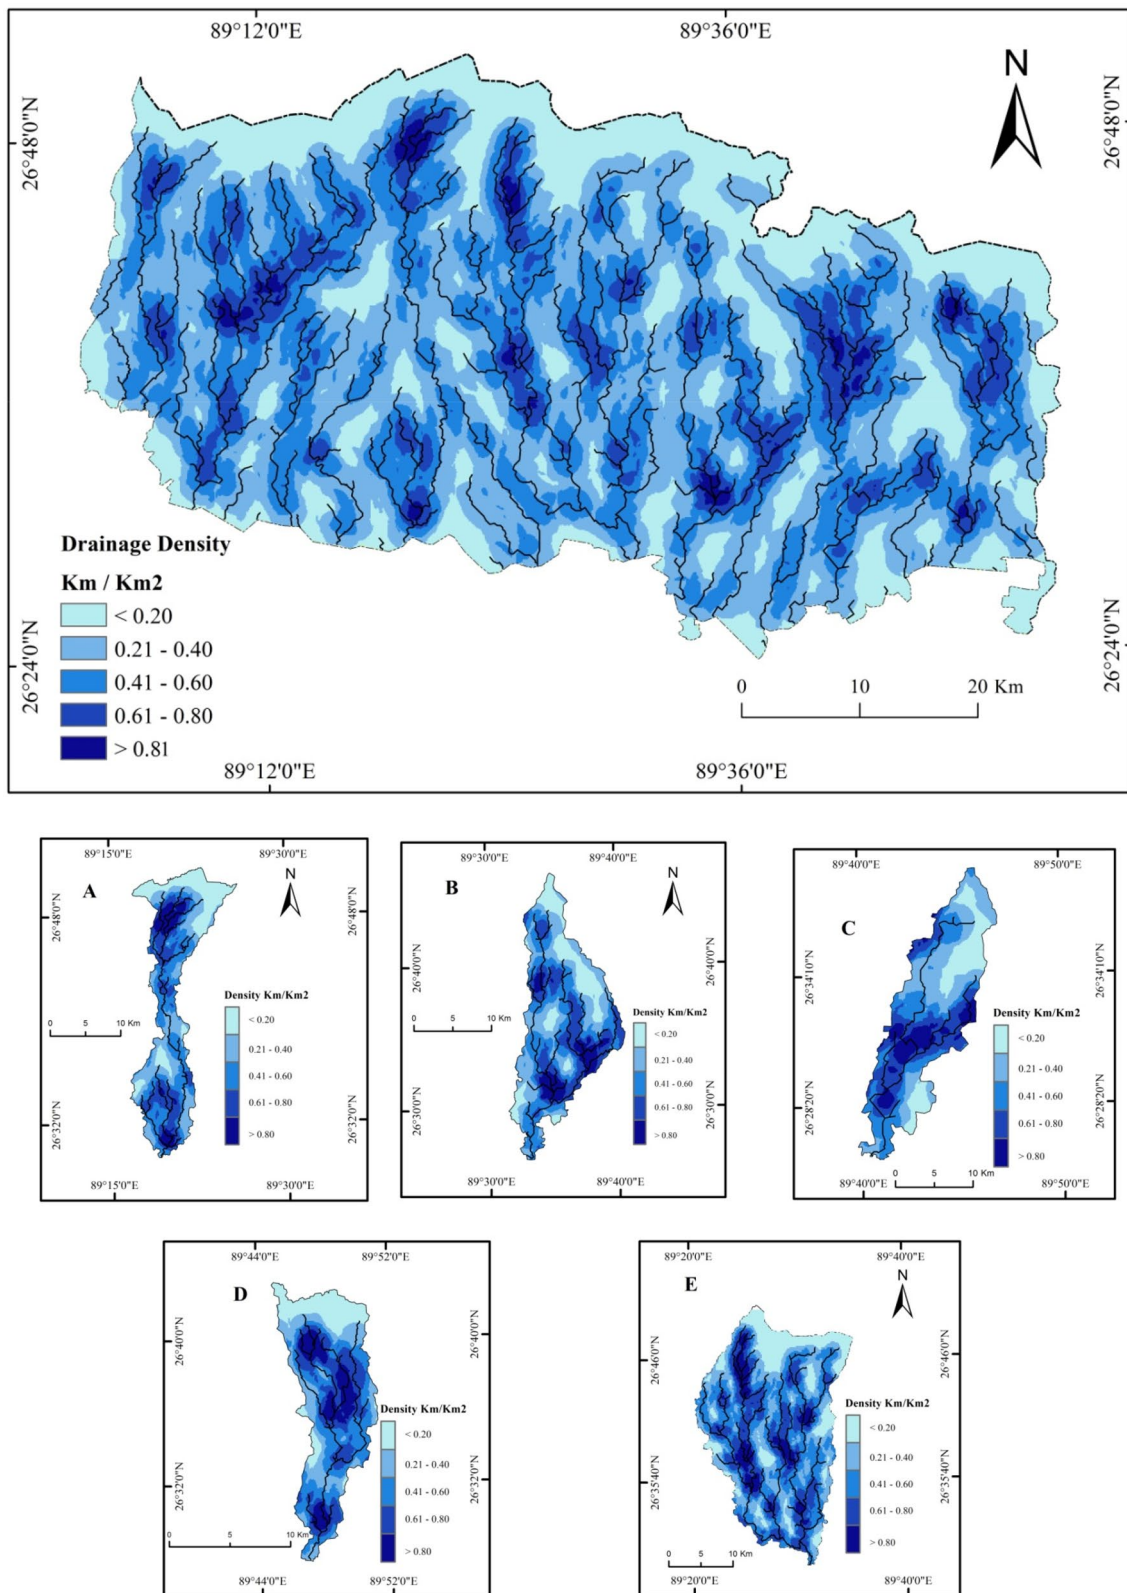 89°12'0"E 89°36'0"E
N
26°48'0"N 26°48'0"N
Drainage Density
Km / Km2
< 0.20
0.21 - 0.40
0.41 - 0.60
0.61 - 0.80
> 0.81
26°24'0"N 26°24'0"N
0 10 20 Km
89°12'0"E 89°36'0"E
89°15'0"E 89°30'0"E
A
N
26°48'0"N 26°48'0"N
Density Km/Km2
< 0.20
0.21 - 0.40
0.41 - 0.60
0.61 - 0.80
> 0.80
0 5 10 Km
26°32'0"N 26°32'0"N
89°15'0"E 89°30'0"E
89°30'0"E 89°40'0"E
B
N
26°40'0"N 26°40'0"N
0 5 10 Km
Density Km/Km2
< 0.20
0.21 - 0.40
0.41 - 0.60
0.61 - 0.80
> 0.80
26°30'0"N 26°30'0"N
89°30'0"E 89°40'0"E
89°40'0"E 89°50'0"E
C
26°34'10"N 26°34'10"N
Density Km/Km2
< 0.20
0.21 - 0.40
0.41 - 0.60
0.61 - 0.80
> 0.80
26°28'20"N 26°28'20"N
0 5 10 Km
89°40'0"E 89°50'0"E
89°44'0"E 89°52'0"E
D
26°40'0"N 26°40'0"N
Density Km/Km2
< 0.20
0.21 - 0.40
0.41 - 0.60
0.61 - 0.80
> 0.80
26°32'0"N 26°32'0"N
0 5 10 Km
89°44'0"E 89°52'0"E
89°20'0"E 89°40'0"E
E
N
26°46'0"N 26°46'0"N
Density Km/Km2
< 0.20
0.21 - 0.40
0.41 - 0.60
0.61 - 0.80
> 0.80
26°35'40"N 26°35'40"N
0 5 10 Km
89°20'0"E 89°40'0"E